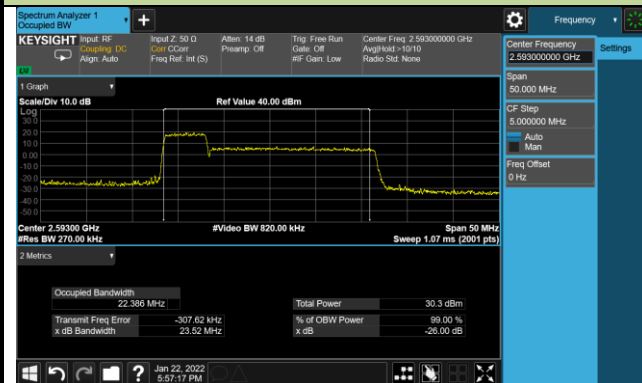 Spectrum Analyzer 1
Occupied BW
Frequency
KEYSIGHT
Input: RF
Coupling: DC
Align: Auto
Input Z: 50 Ω
Corr CCorr
Freq Ref: Int (S)
Atten: 14 dB
Preamp: Off
Trig: Free Run
Gate: Off
#IF Gain: Low
Center Freq: 2.593000000 GHz
Avg|Hold:>10/10
Radio Std: None
Center Frequency
2.593000000 GHz
Settings
Span
50.000 MHz
CF Step
5.000000 MHz
Auto
Man
Freq Offset
0 Hz
1 Graph
Scale/Div 10.0 dB
Ref Value 40.00 dBm
Log
30.0
20.0
10.0
0.00
-10.0
-20.0
-30.0
-40.0
-50.0
Center 2.59300 GHz
#Video BW 820.00 kHz
Span 50 MHz
#Res BW 270.00 kHz
Sweep 1.07 ms (2001 pts)
2 Metrics
Occupied Bandwidth
22.386 MHz
Total Power
30.3 dBm
Transmit Freq Error
-307.62 kHz
% of OBW Power
99.00 %
x dB Bandwidth
23.52 MHz
x dB
-26.00 dB
?
Jan 22, 2022
5:57:17 PM